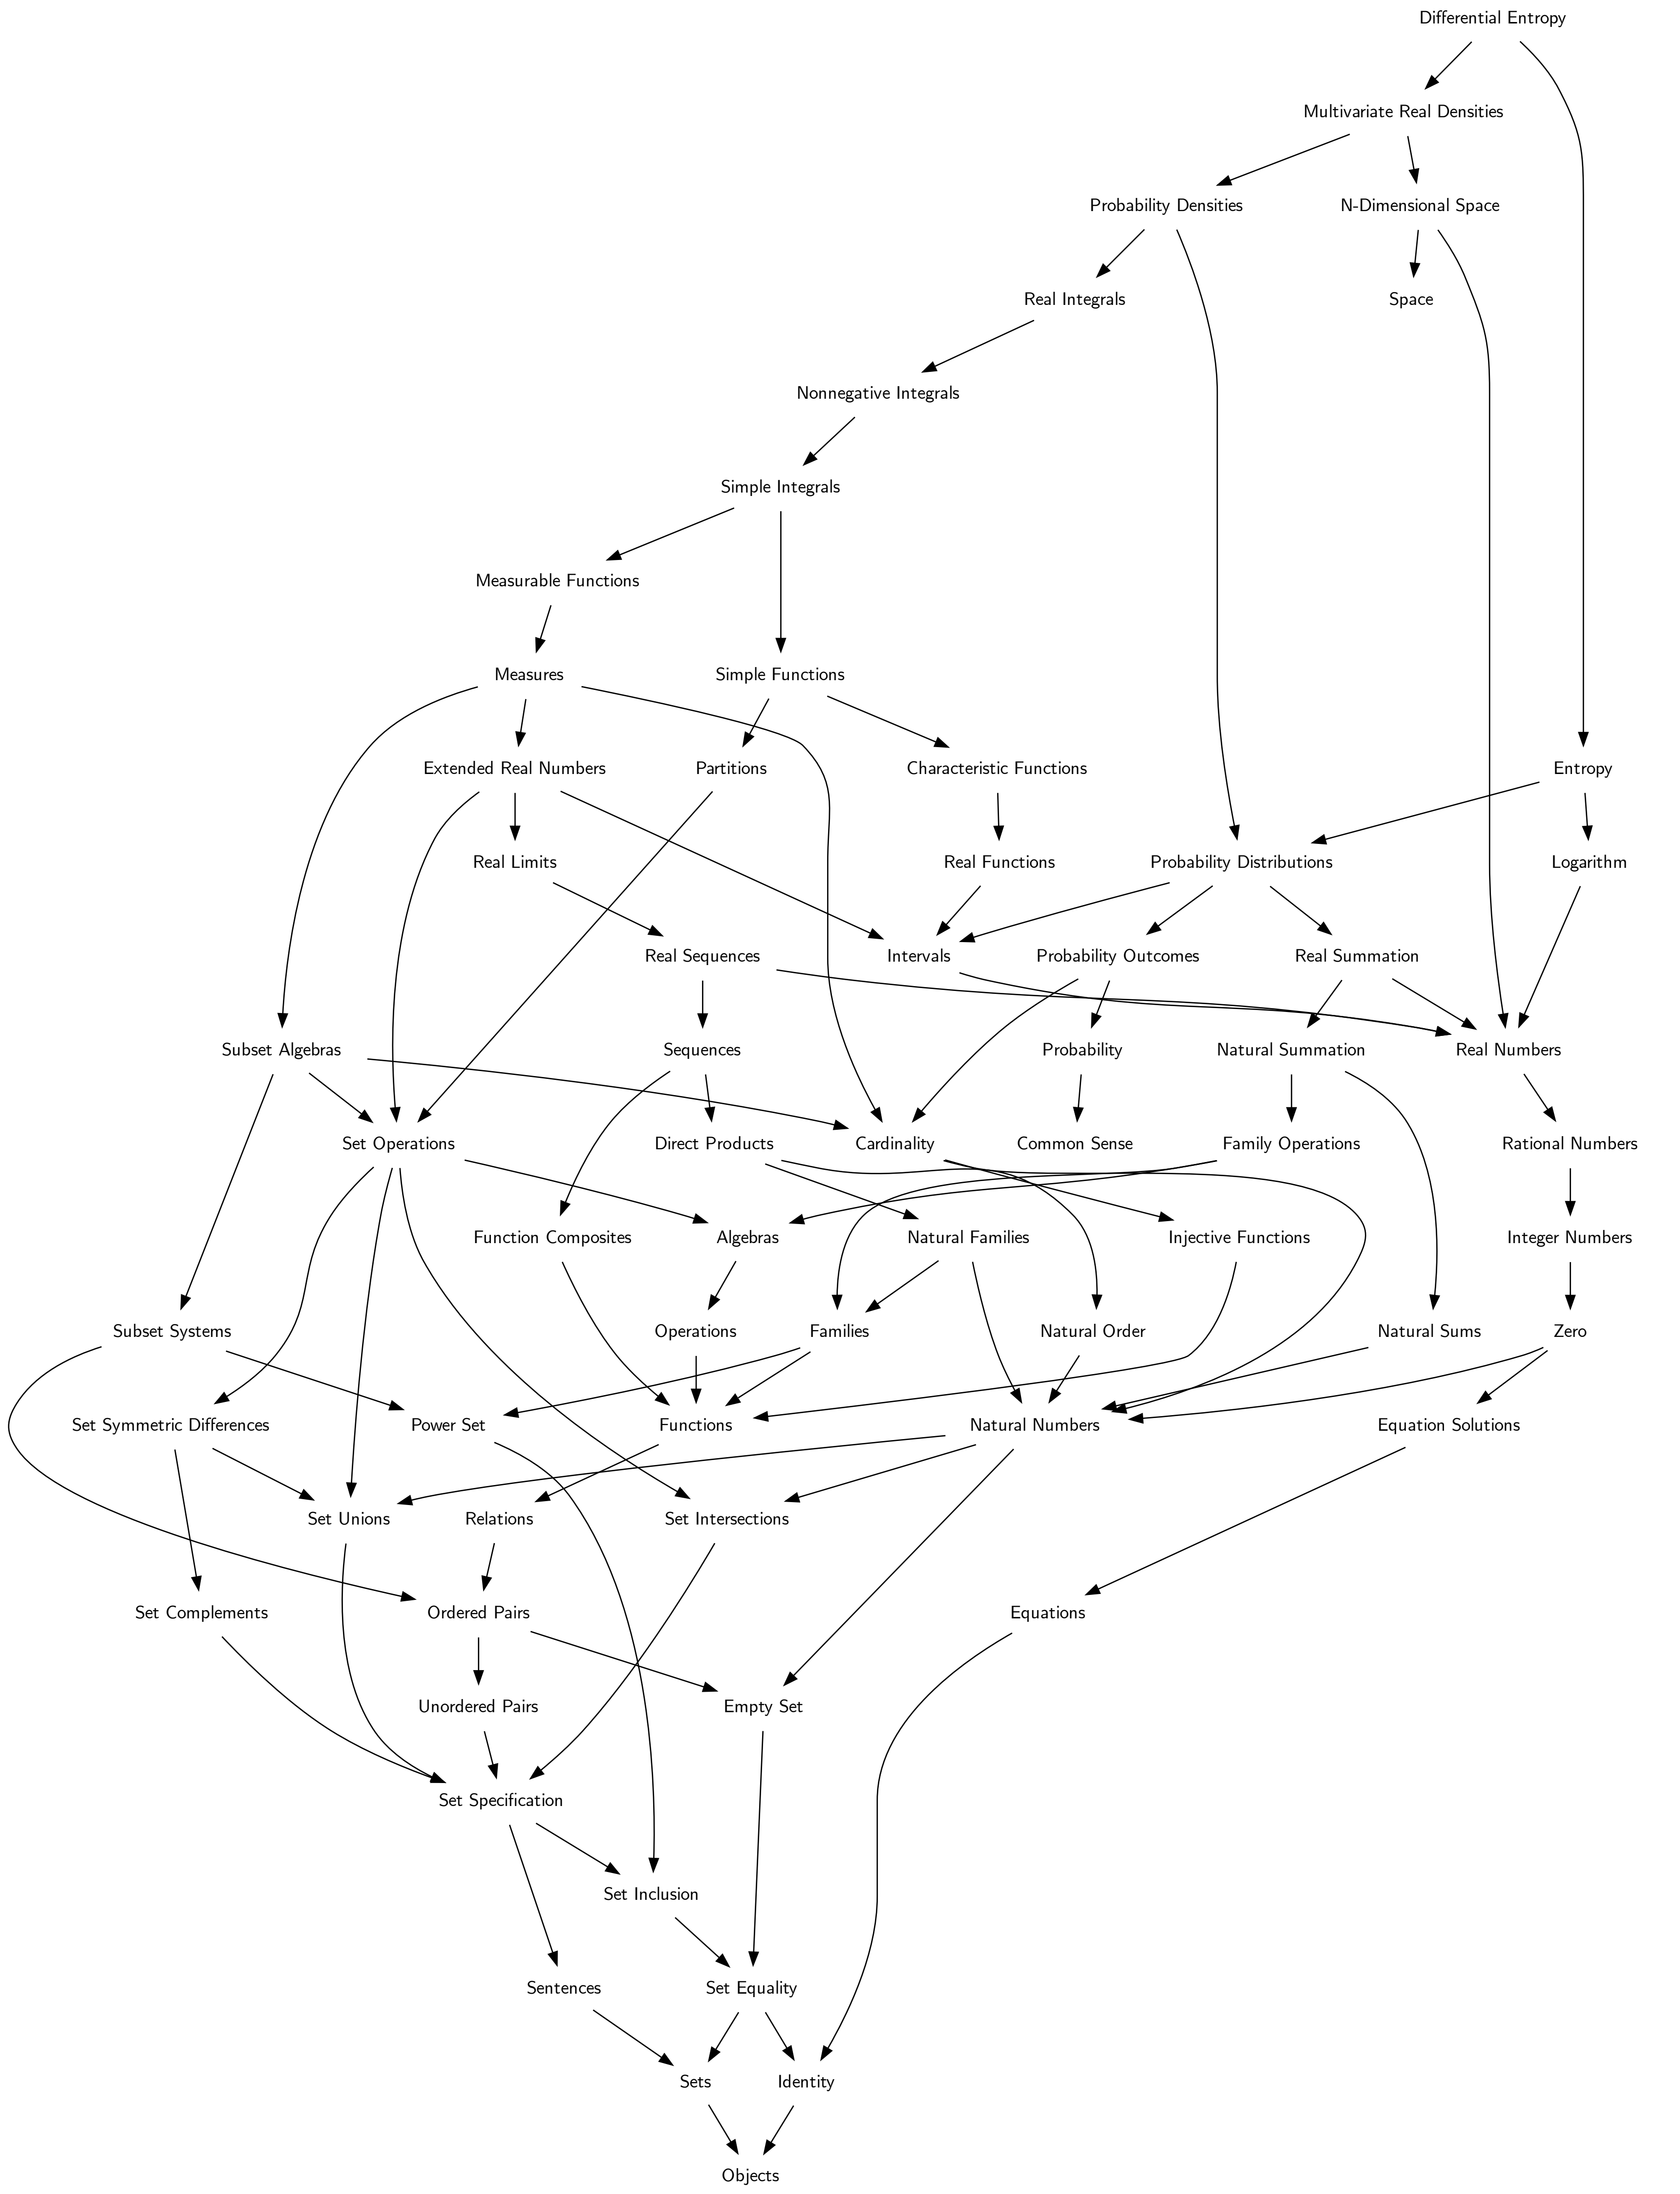 Differential Entropy
Multivariate Real Densities
Probability Densities
N-Dimensional Space
Real Integrals
Space
Nonnegative Integrals
Simple Integrals
Measurable Functions
Measures
Simple Functions
Extended Real Numbers
Partitions
Characteristic Functions
Entropy
Real Limits
Real Functions
Probability Distributions
Logarithm
Real Sequences
Intervals
Probability Outcomes
Real Summation
Subset Algebras
Sequences
Probability
Natural Summation
Real Numbers
Set Operations
Direct Products
Cardinality
Common Sense
Family Operations
Rational Numbers
Function Composites
Algebras
Natural Families
Injective Functions
Integer Numbers
Subset Systems
Operations
Families
Natural Order
Natural Sums
Zero
Set Symmetric Differences
Power Set
Functions
Natural Numbers
Equation Solutions
Set Unions
Relations
Set Intersections
Set Complements
Ordered Pairs
Equations
Unordered Pairs
Empty Set
Set Specification
Set Inclusion
Sentences
Set Equality
Sets
Identity
Objects